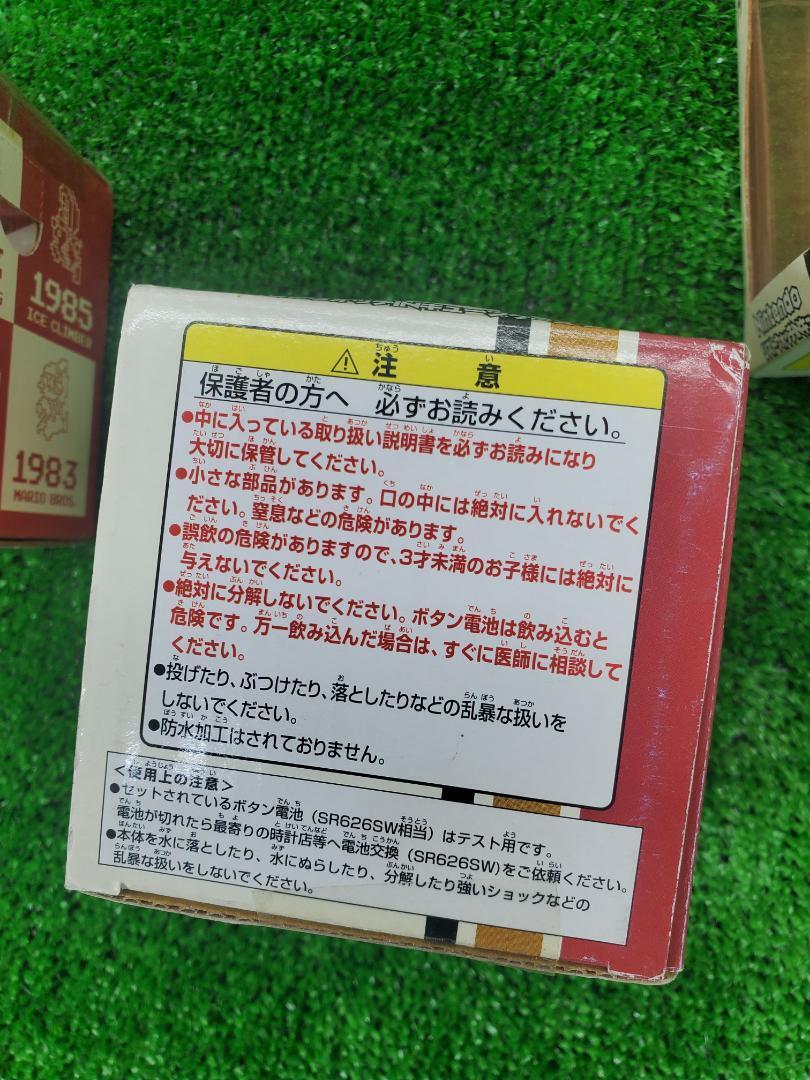 1985
ICE CLIMBER
1983
MARIO BROS.
Nintendo
⚠注意
保護者の方へ 必ずお読みください。
●中に入っている取り扱い説明書を必ずお読みになり
大切に保管してください。
●小さな部品があります。口の中には絶対に入れないでく
ださい。窒息などの危険があります。
●誤飲の危険がありますので、3才未満のお子様には絶対に
与えないでください。
●絶対に分解しないでください。ボタン電池は飲み込むと
危険です。万一飲み込んだ場合は、すぐに医師に相談して
ください。
●投げたり、ぶつけたり、落としたりなどの乱暴な扱いを
しないでください。
●防水加工はされておりません。
<使用上の注意>
●セットされているボタン電池(SR626SW相当)はテスト用です。
電池が切れたら最寄りの時計店等へ電池交換(SR626SW)をご依頼ください。
●本体を水に落としたり、水にぬらしたり、分解したり強いショックなどの
乱暴な扱いをしないでください。